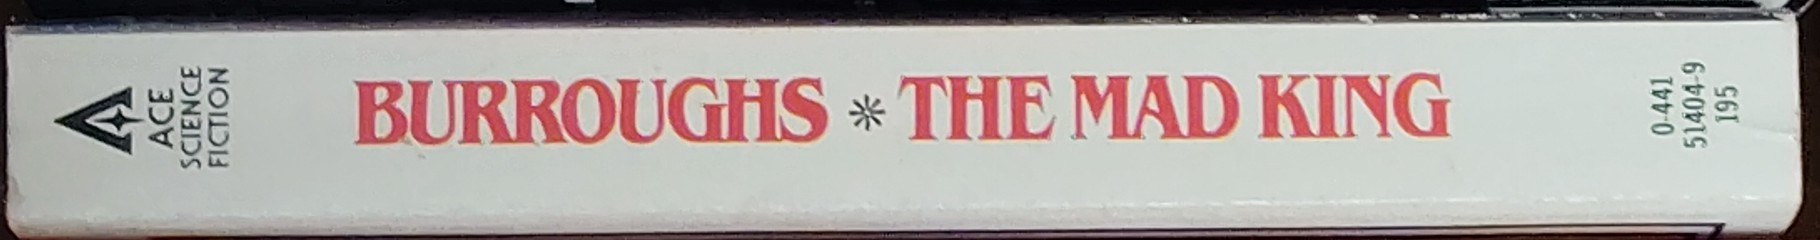 ACE
SCIENCE
FICTION
BURROUGHS * THE MAD KING
0-441
51404-9
195